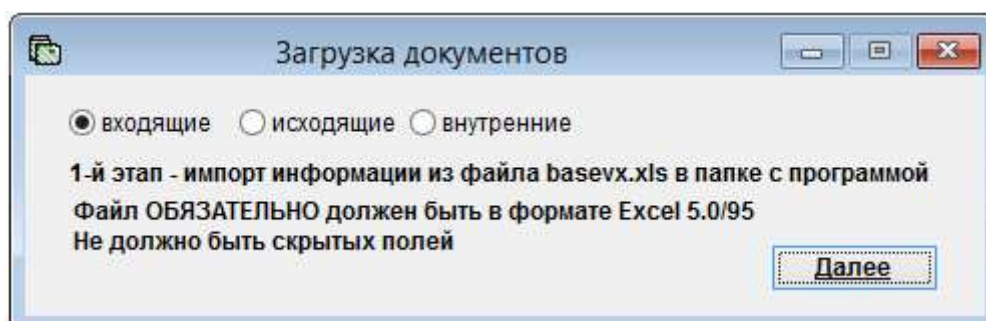 Загрузка документов
входящие исходящие внутренние
1-й этап - импорт информации из файла basevx.xls в папке с программой
Файл ОБЯЗАТЕЛЬНО должен быть в формате Excel 5.0/95
Не должно быть скрытых полей
Далее